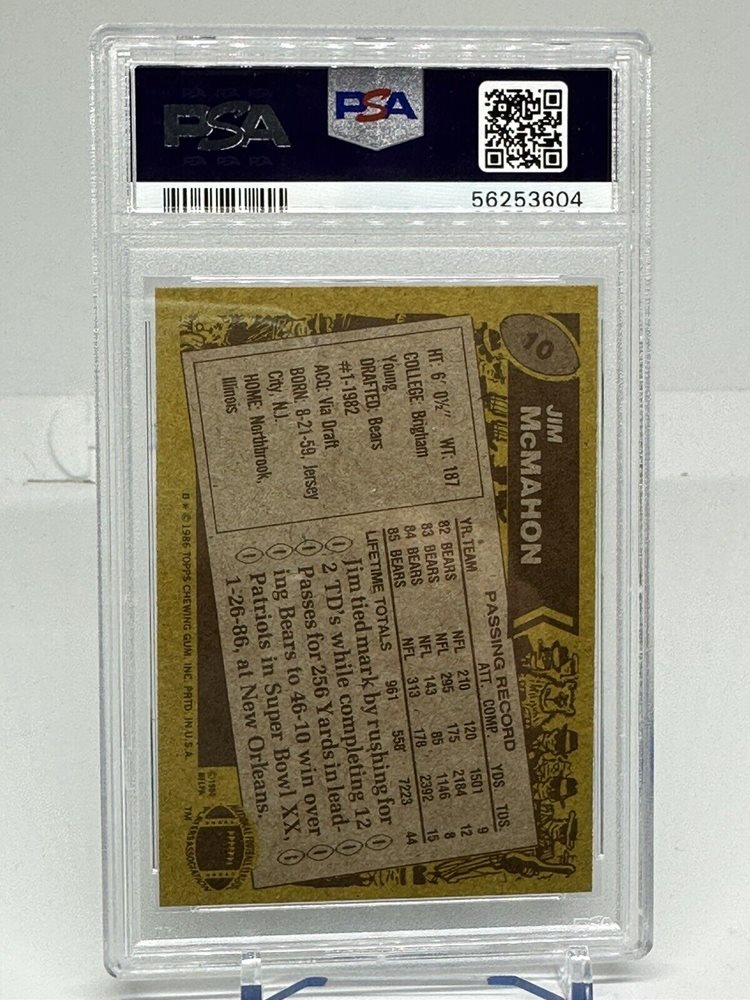 PSA
PSA
56253604
10
JIM
McMAHON
HT: 6' 0½" WT: 187
COLLEGE: Brigham
Young
DRAFTED: Bears
#1-1982
ACQ: Via Draft
BORN: 8-21-59, Jersey
City, N.J.
HOME: Northbrook,
Illinois
PASSING RECORD
YR. TEAM ATT. COMP. YDS. TDS.
82 BEARS NFL 210 120 1501 9
83 BEARS NFL 295 175 2184 12
84 BEARS NFL 143 85 1146 8
85 BEARS NFL 313 178 2392 15
LIFETIME TOTALS 961 558 7223 44
Jim tied mark by rushing for
2 TD's while completing 12
Passes for 256 Yards in lead-
ing Bears to 46-10 win over
Patriots in Super Bowl XX,
1-26-86, at New Orleans.
B* © 1986 TOPPS CHEWING GUM, INC. PRTD. IN U.S.A.
© 1986
NFLPA
TM